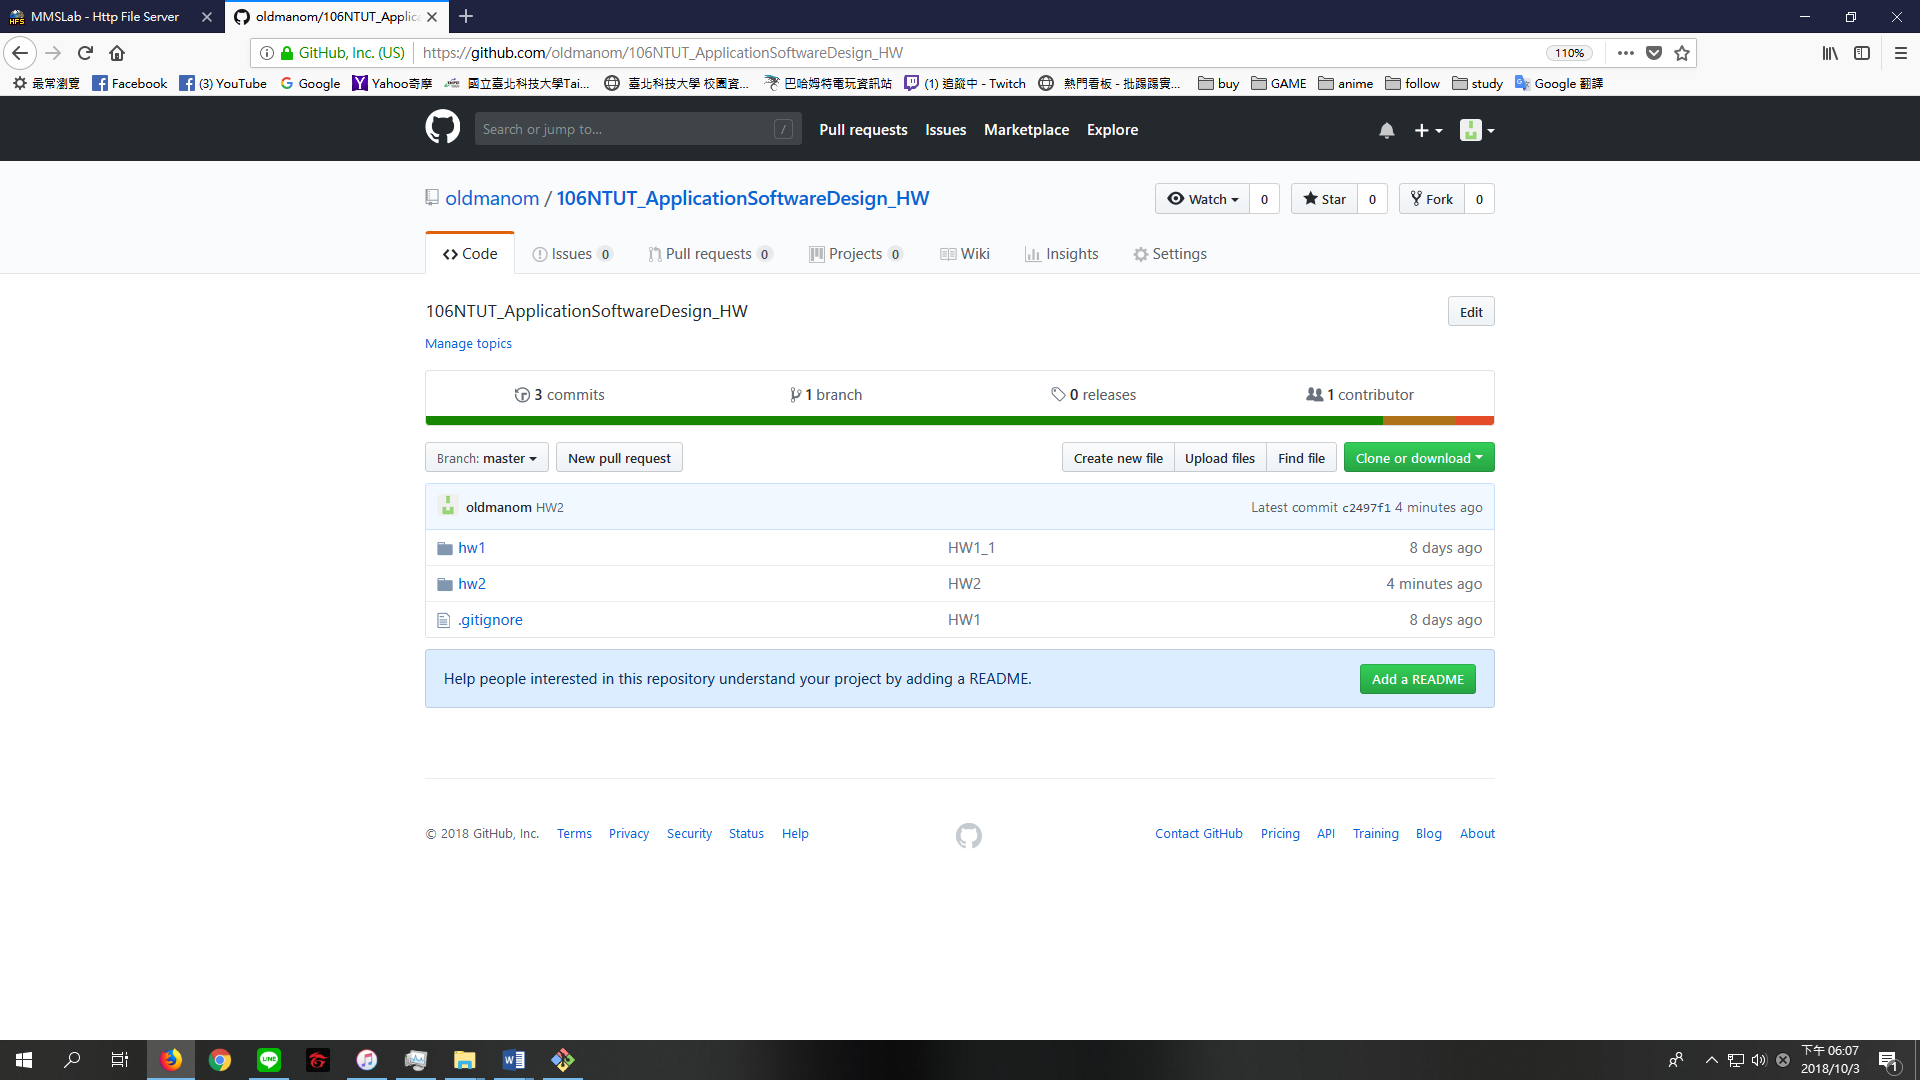 MMSLab - Http File Server
oldmanom/106NTUT_Applica
GitHub, Inc. (US)
https://github.com/oldmanom/106NTUT_ApplicationSoftwareDesign_HW
110%
最常瀏覽
Facebook
(3) YouTube
Google
Yahoo奇摩
國立臺北科技大學Tai...
臺北科技大學 校園資...
巴哈姆特電玩資訊站
(1) 追蹤中 - Twitch
熱門看板 - 批踢踢實...
buy
GAME
anime
follow
study
Google 翻譯
Search or jump to...
/
Pull requests
Issues
Marketplace
Explore
oldmanom / 106NTUT_ApplicationSoftwareDesign_HW
Watch 0
Star 0
Fork 0
Code
Issues 0
Pull requests 0
Projects 0
Wiki
Insights
Settings
106NTUT_ApplicationSoftwareDesign_HW
Edit
Manage topics
3 commits
1 branch
0 releases
1 contributor
Branch: master
New pull request
Create new file
Upload files
Find file
Clone or download
oldmanom HW2
Latest commit c2497f1 4 minutes ago
hw1 HW1_1 8 days ago
hw2 HW2 4 minutes ago
.gitignore HW1 8 days ago
Help people interested in this repository understand your project by adding a README.
Add a README
© 2018 GitHub, Inc.
Terms
Privacy
Security
Status
Help
Contact GitHub
Pricing
API
Training
Blog
About
下午 06:07
2018/10/3
1